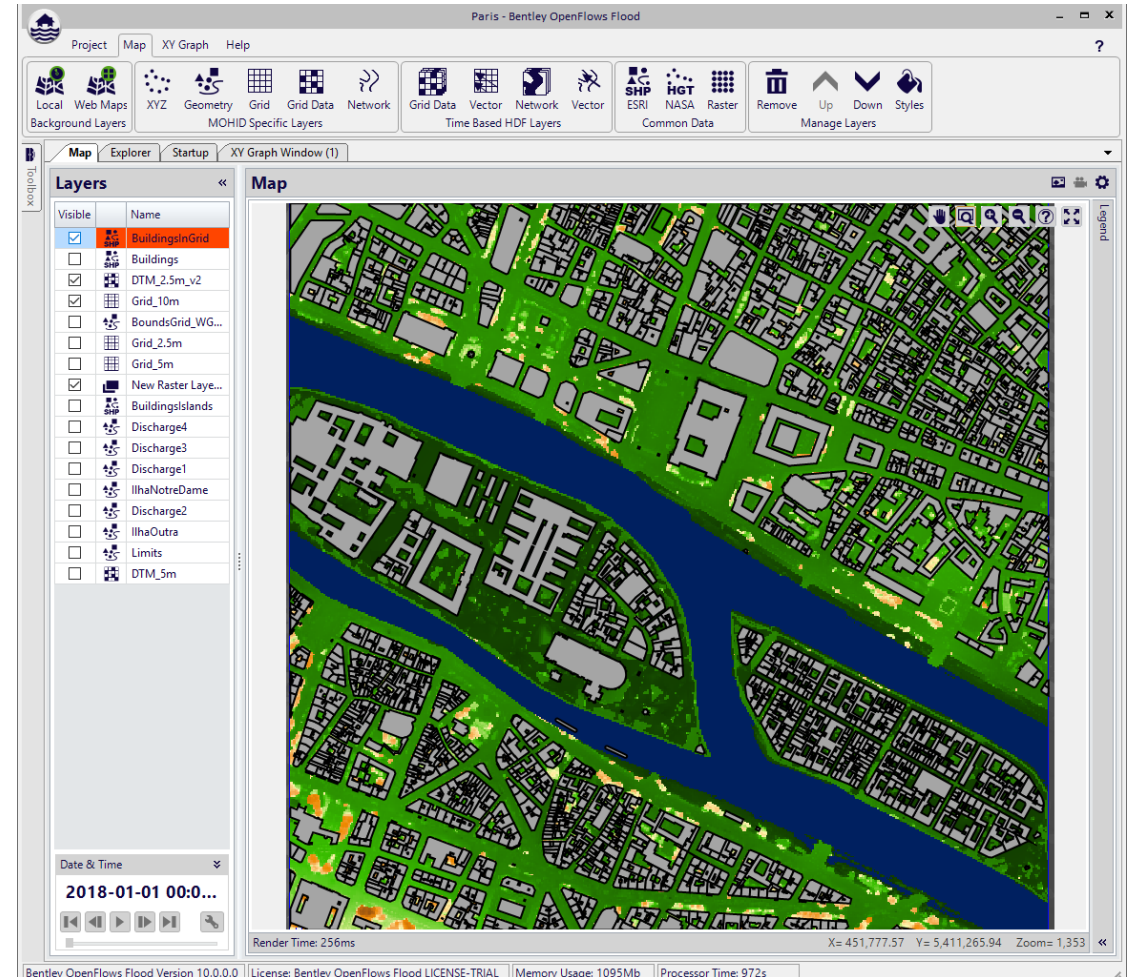 Paris - Bentley OpenFlows Flood
Project Map XY Graph Help ?
SHP HGT
Local Web Maps XYZ Geometry Grid Grid Data Network Grid Data Vector Network Vector ESRI NASA Raster Remove Up Down Styles
Background Layers MOHID Specific Layers Time Based HDF Layers Common Data Manage Layers
Toolbox
Map Explorer Startup XY Graph Window (1)
Layers «
Map
Legend
Visible Name
SHP BuildingsInGrid
SHP Buildings
DTM_2.5m_v2
Grid_10m
BoundsGrid_WG...
Grid_2.5m
Grid_5m
New Raster Laye...
SHP BuildingsIslands
Discharge4
Discharge3
Discharge1
IlhaNotreDame
Discharge2
IlhaOutra
Limits
DTM_5m
Date & Time
2018-01-01 00:0...
Render Time: 256ms X= 451,777.57 Y= 5,411,265.94 Zoom= 1,353 «
Bentley OpenFlows Flood Version 10.0.0.0 License: Bentley OpenFlows Flood LICENSE-TRIAL Memory Usage: 1095Mb Processor Time: 972s